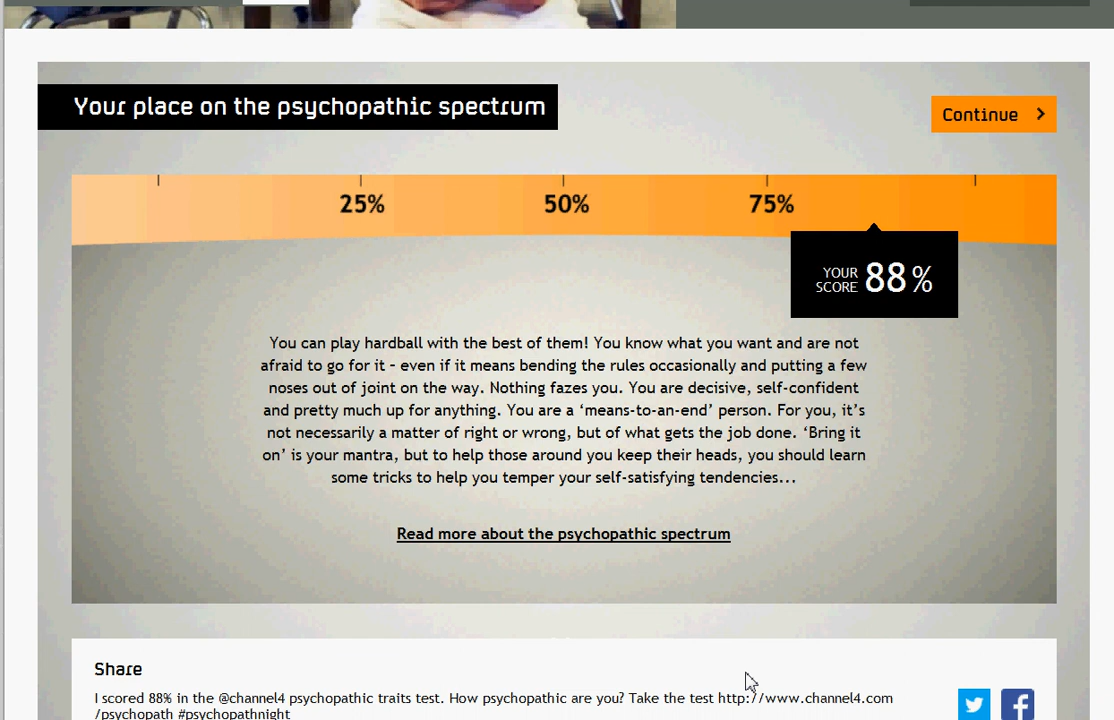 Your place on the psychopathic spectrum
Continue
25% 50% 75%
YOUR
SCORE 88%
You can play hardball with the best of them! You know what you want and are not
afraid to go for it – even if it means bending the rules occasionally and putting a few
noses out of joint on the way. Nothing fazes you. You are decisive, self-confident
and pretty much up for anything. You are a ‘means-to-an-end’ person. For you, it’s
not necessarily a matter of right or wrong, but of what gets the job done. ‘Bring it
on’ is your mantra, but to help those around you keep their heads, you should learn
some tricks to help you temper your self-satisfying tendencies...
Read more about the psychopathic spectrum
Share
I scored 88% in the @channel4 psychopathic traits test. How psychopathic are you? Take the test http://www.channel4.com
/psychopath #psychopathnight